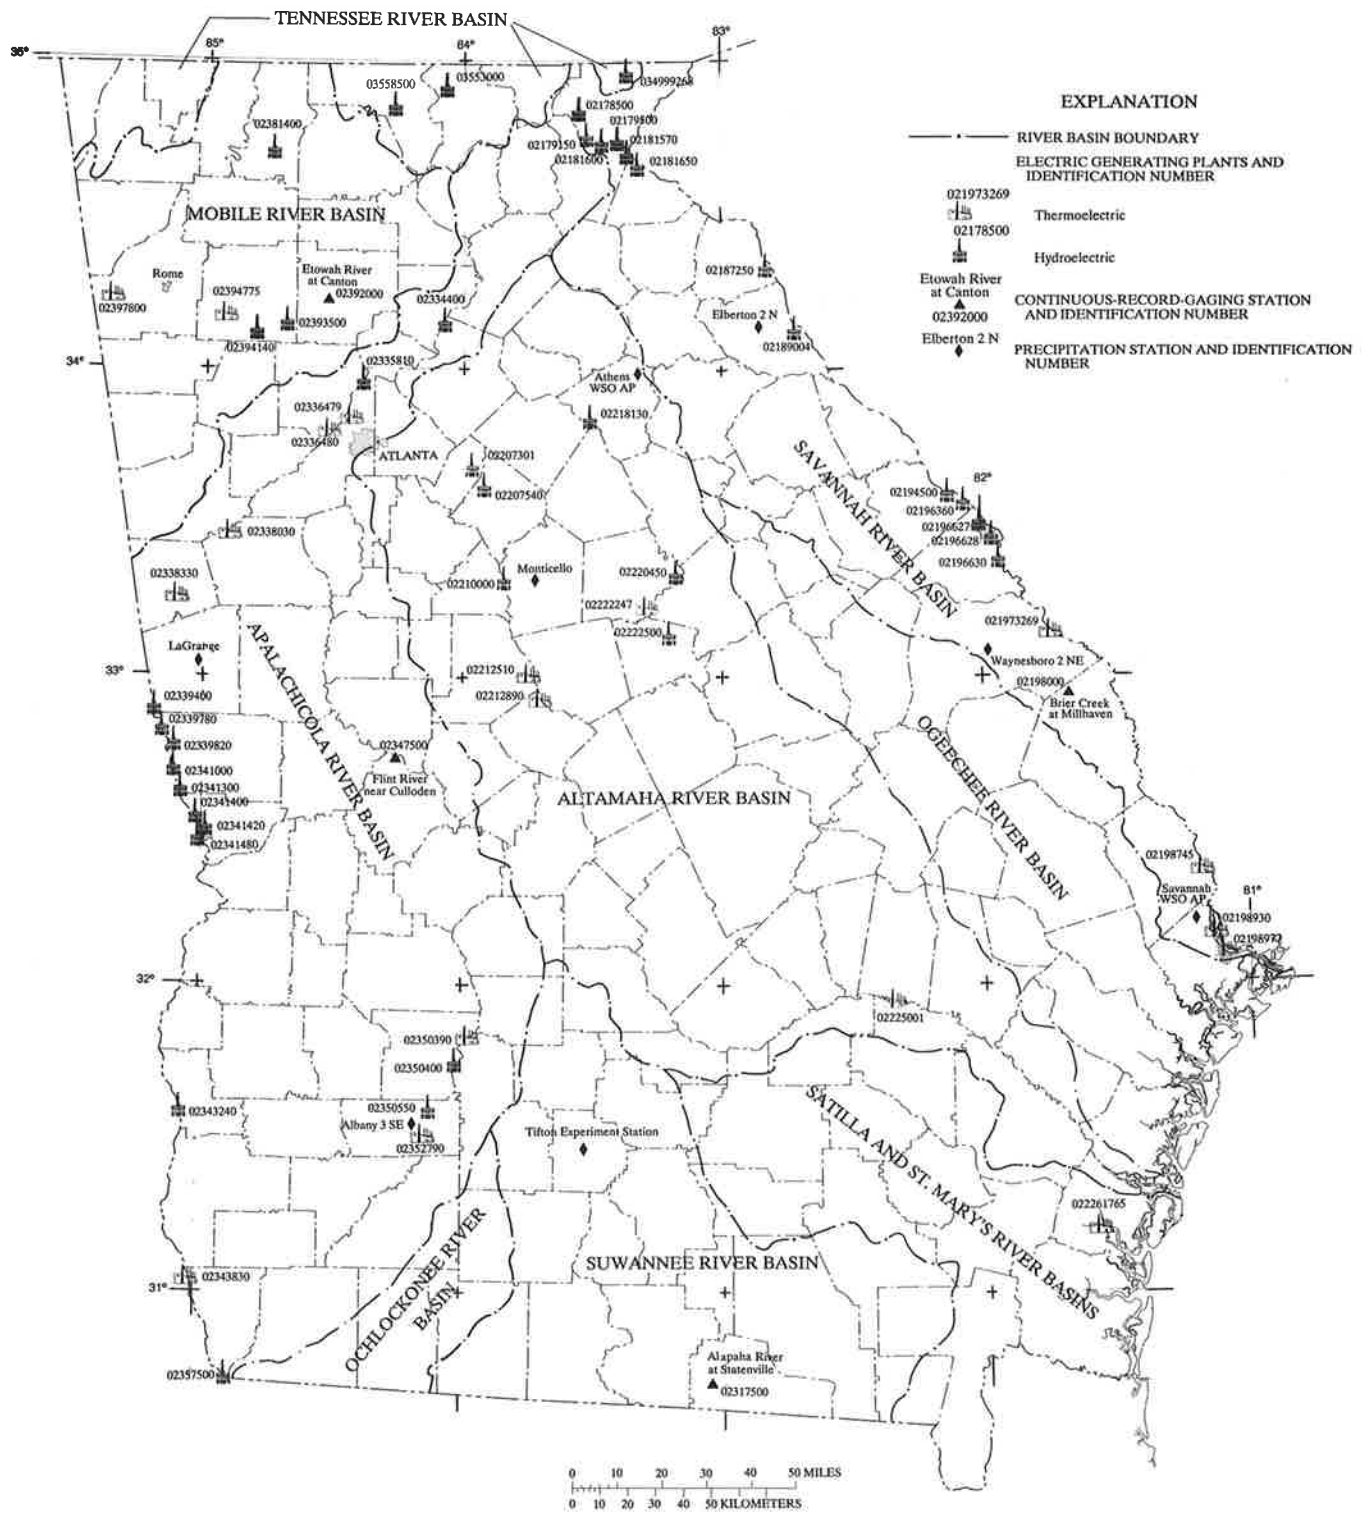 TENNESSEE RIVER BASIN
35°
85°
84°
83°
03558500
03553000
034999268
02178500
02179500
02381400
02179150
02181570
02181600
02181650
EXPLANATION
RIVER BASIN BOUNDARY
ELECTRIC GENERATING PLANTS AND
IDENTIFICATION NUMBER
021973269
Thermoelectric
02178500
Hydroelectric
Etowah River
at Canton
02392000
CONTINUOUS-RECORD-GAGING STATION
AND IDENTIFICATION NUMBER
Elberton 2 N
PRECIPITATION STATION AND IDENTIFICATION
NUMBER
MOBILE RIVER BASIN
Rome
02397800
02394775
Etowah River
at Canton
02392000
02334400
02393500
02394140
02187250
Elberton 2 N
02189004
34°
02335810
Athens
WSO AP
02336479
02336480
ATLANTA
02218130
02207301
02207540
SAVANNAH RIVER BASIN
82°
02194500
02196360
02196627
02196628
02196630
02338030
02338330
02210000
Monticello
02220450
02222247
02222500
021973269
LaGrange
33°
APALACHICOLA RIVER BASIN
02212510
02212890
Waynesboro 2 NE
02198000
Brier Creek
at Millhaven
02339400
02339780
02339820
02341000
02341300
02341400
02341420
02341480
02347500
Flint River
near Culloden
ALTAMAHA RIVER BASIN
OGEECHEE RIVER BASIN
02198745
Savannah
WSO AP
81°
02198930
02198977
32°
02225001
02350390
02350400
02343240
02350550
Albany 3 SE
02352790
Tifton Experiment Station
SATILLA AND ST. MARY'S RIVER BASINS
022261765
OCHLOCKONEE RIVER
BASIN
SUWANNEE RIVER BASIN
02343830
31°
02357500
Alapaha River
at Statenville
02317500
0 10 20 30 40 50 MILES
0 10 20 30 40 50 KILOMETERS